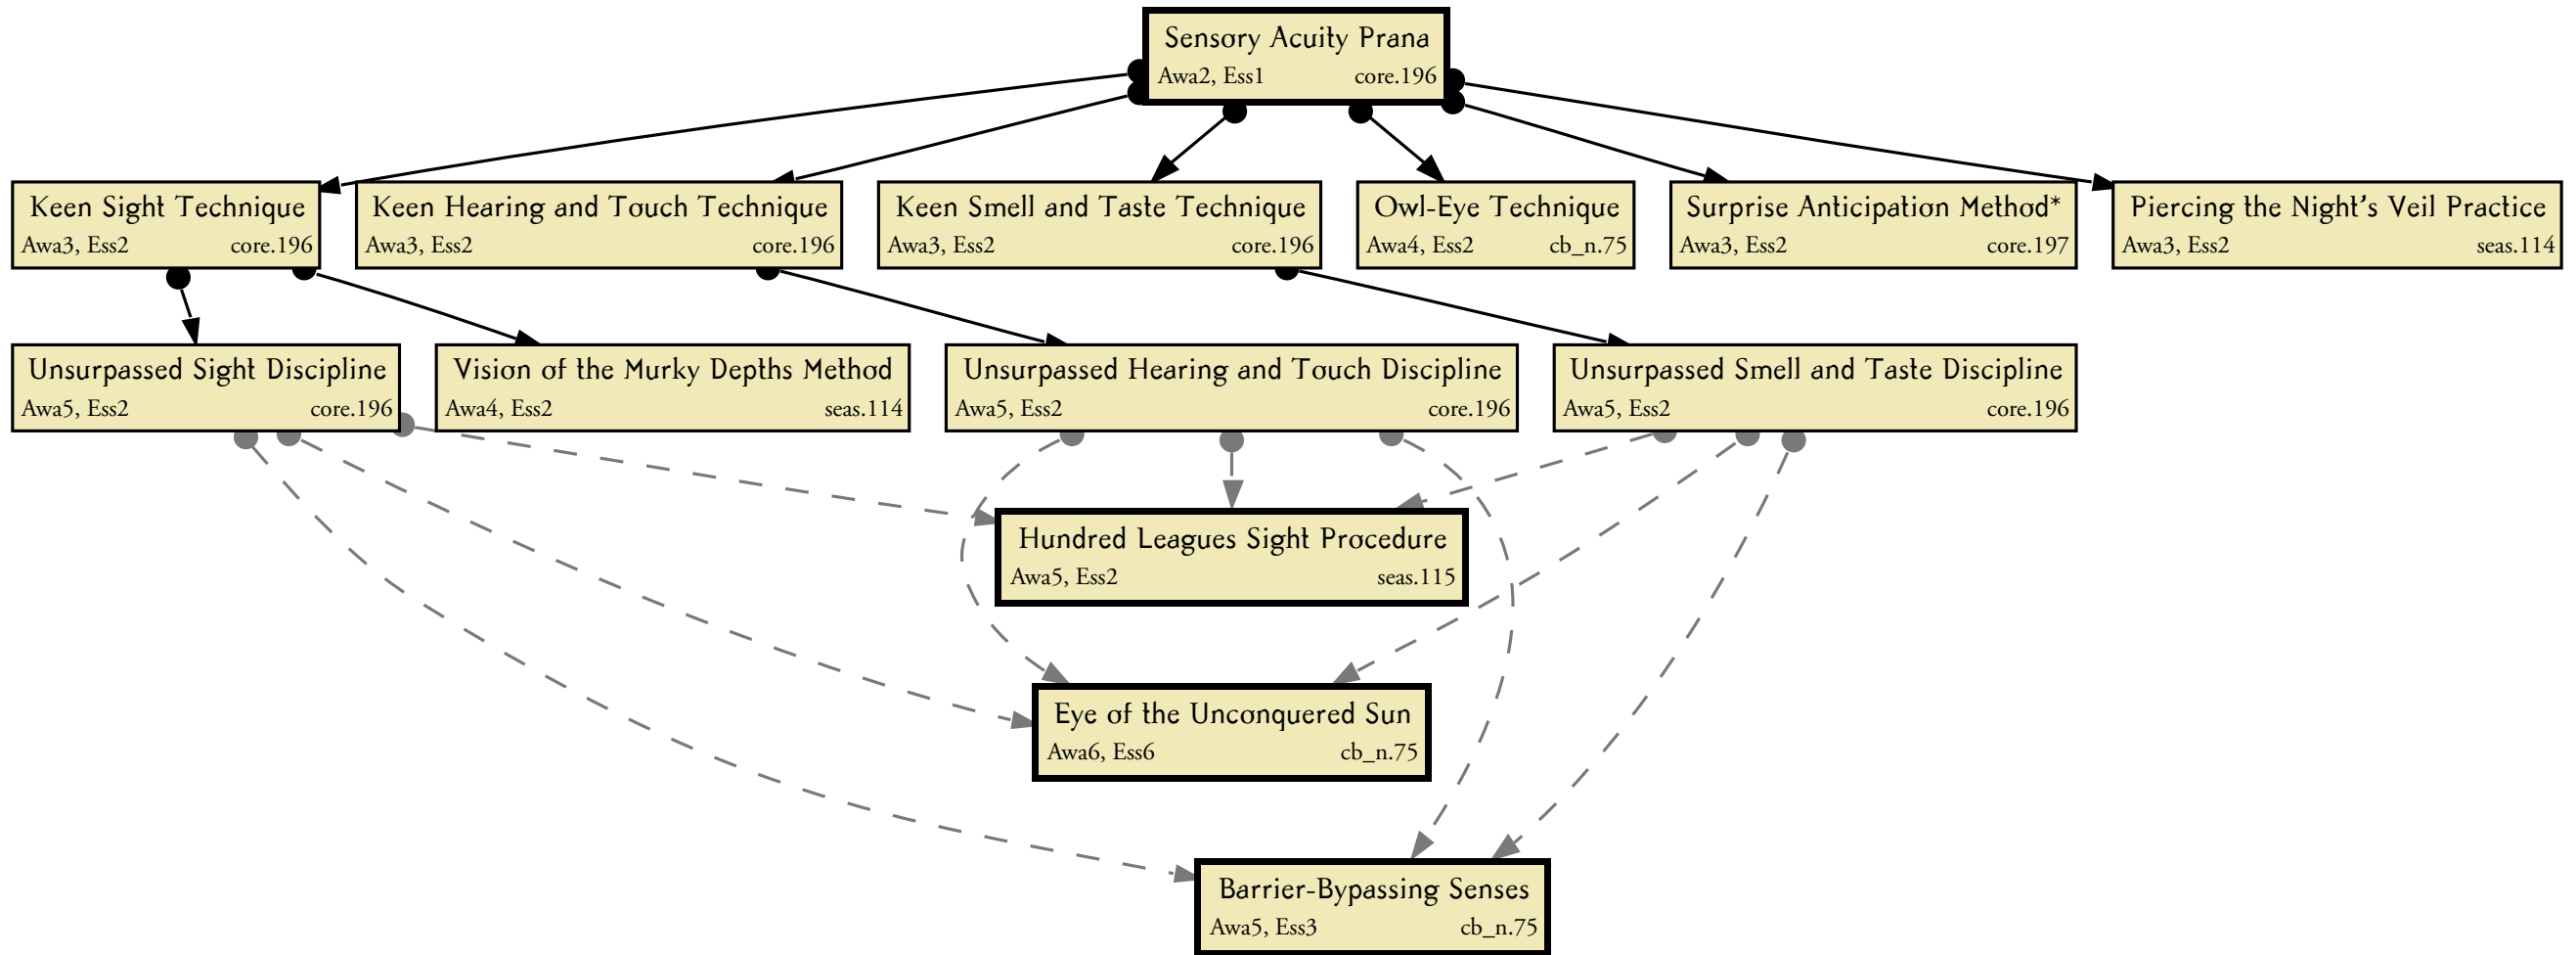 Sensory Acuity Prana
Awa2, Ess1 core.196
Keen Sight Technique
Awa3, Ess2 core.196
Keen Hearing and Touch Technique
Awa3, Ess2 core.196
Keen Smell and Taste Technique
Awa3, Ess2 core.196
Owl-Eye Technique
Awa4, Ess2 cb_n.75
Surprise Anticipation Method*
Awa3, Ess2 core.197
Piercing the Night's Veil Practice
Awa3, Ess2 seas.114
Unsurpassed Sight Discipline
Awa5, Ess2 core.196
Vision of the Murky Depths Method
Awa4, Ess2 seas.114
Unsurpassed Hearing and Touch Discipline
Awa5, Ess2 core.196
Unsurpassed Smell and Taste Discipline
Awa5, Ess2 core.196
Hundred Leagues Sight Procedure
Awa5, Ess2 seas.115
Eye of the Unconquered Sun
Awa6, Ess6 cb_n.75
Barrier-Bypassing Senses
Awa5, Ess3 cb_n.75